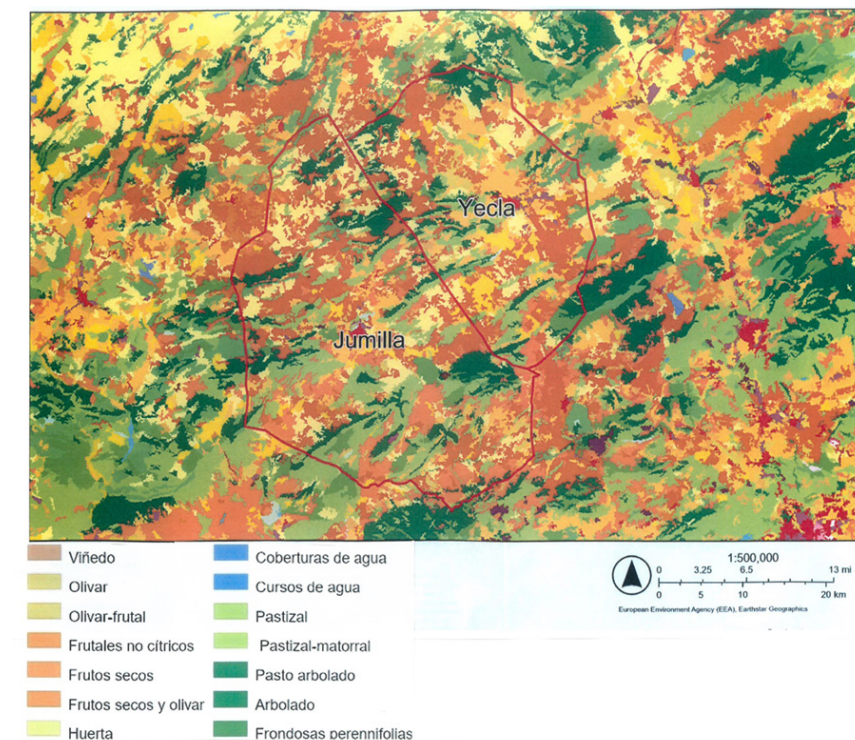 Yecla
Jumilla
Viñedo
Olivar
Olivar-frutal
Frutales no cítricos
Frutos secos
Frutos secos y olivar
Huerta
Coberturas de agua
Cursos de agua
Pastizal
Pastizal-matorral
Pasto arbolado
Arbolado
Frondosas perennifolias
1:500,000
0 3.25 6.5 13 mi
0 5 10 20 km
European Environment Agency (EEA), Earthstar Geographics